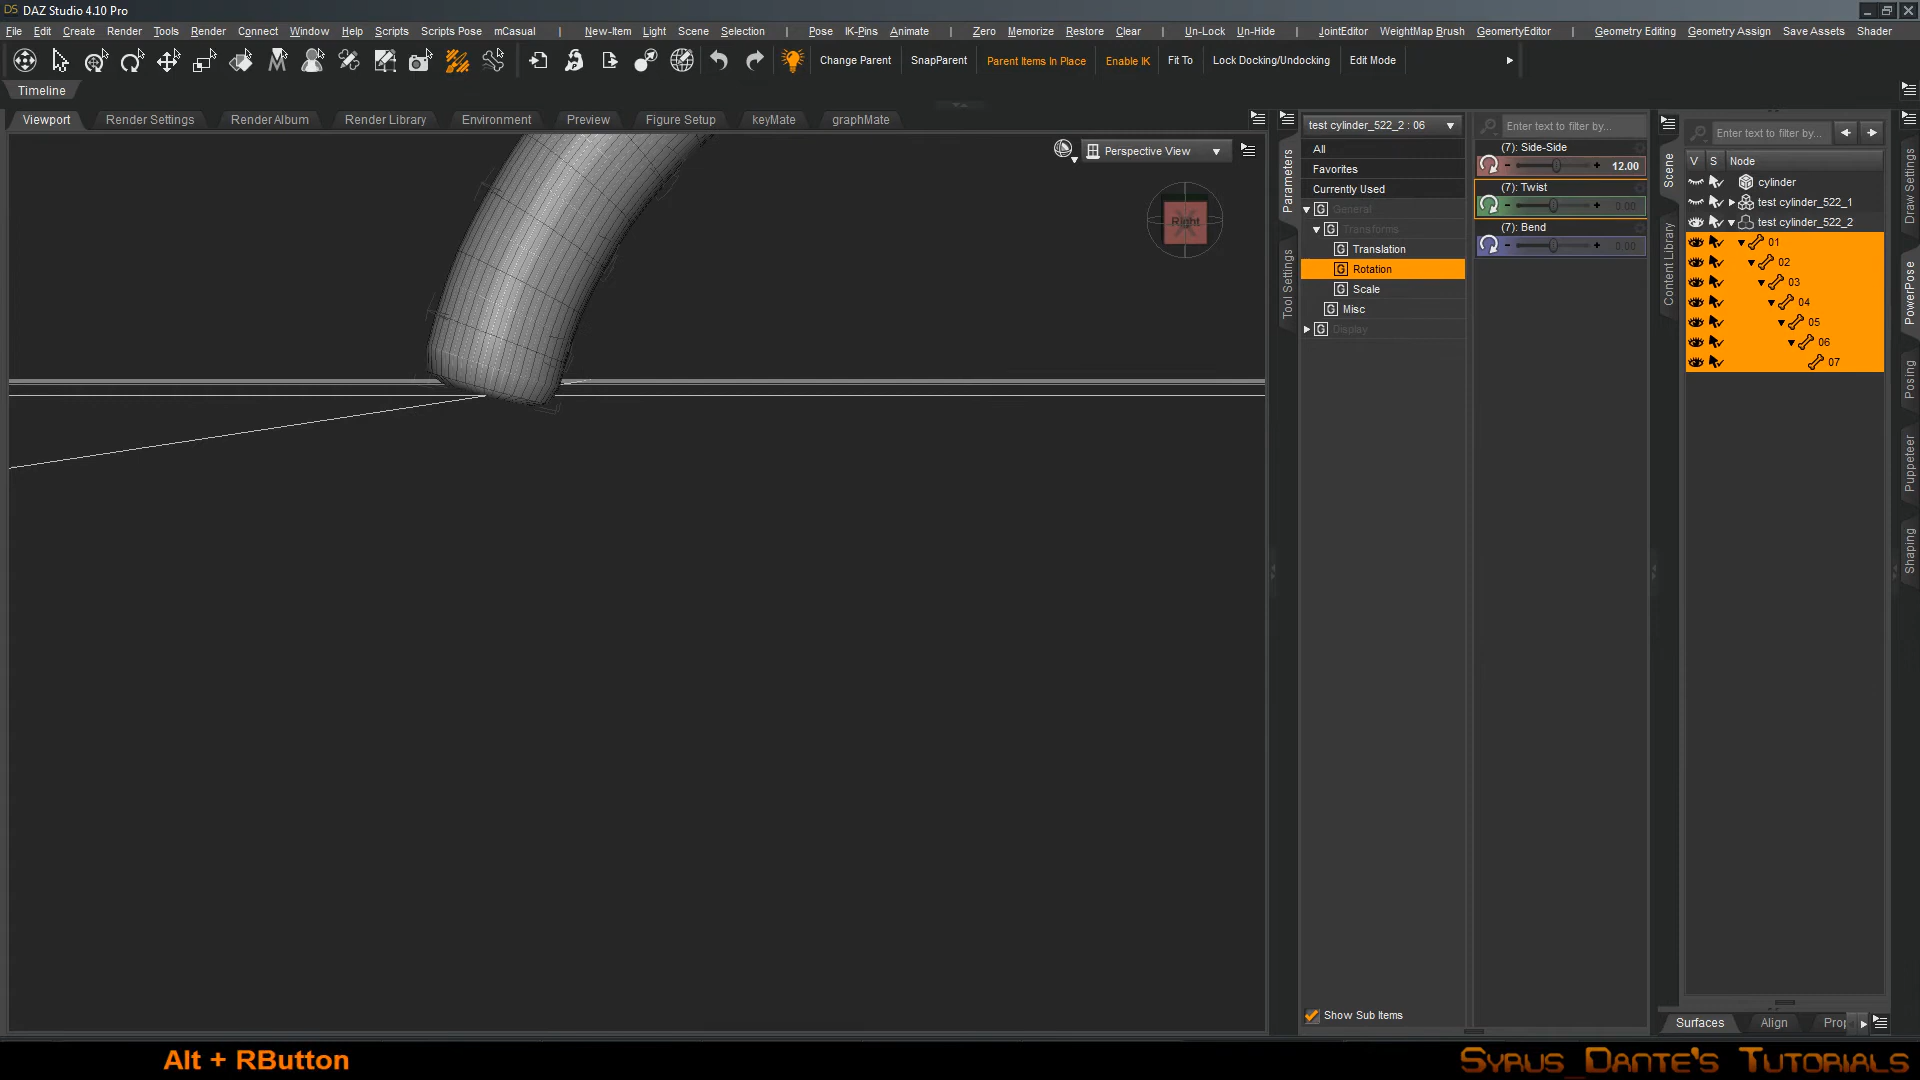 DS DAZ Studio 4.10 Pro
File Edit Create Render Tools Render Connect Window Help Scripts Scripts Pose mCasual | New-Item Light Scene Selection | Pose IK-Pins Animate | Zero Memorize Restore Clear | Un-Lock Un-Hide | JointEditor WeightMap Brush GeomertyEditor | Geometry Editing Geometry Assign Save Assets Shader
Change Parent SnapParent Parent Items In Place Enable IK Fit To Lock Docking/Undocking Edit Mode
Timeline
Viewport Render Settings Render Album Render Library Environment Preview Figure Setup keyMate graphMate
Perspective View
Right
Parameters
Tool Settings
test cylinder_522_2 : 06
All
Favorites
Currently Used
G General
G Transforms
G Translation
G Rotation
G Scale
G Misc
G Display
Show Sub Items
Enter text to filter by...
(7): Side-Side
- + 12.00
(7): Twist
- + 0.00
(7): Bend
- + 0.00
Scene
Content Library
Enter text to filter by...
V S Node
cylinder
test cylinder_522_1
test cylinder_522_2
01
02
03
04
05
06
07
Surfaces Align Prop
Draw Settings
PowerPose
Posing
Puppeteer
Shaping
Alt + RButton
Syrus_Dante's Tutorials